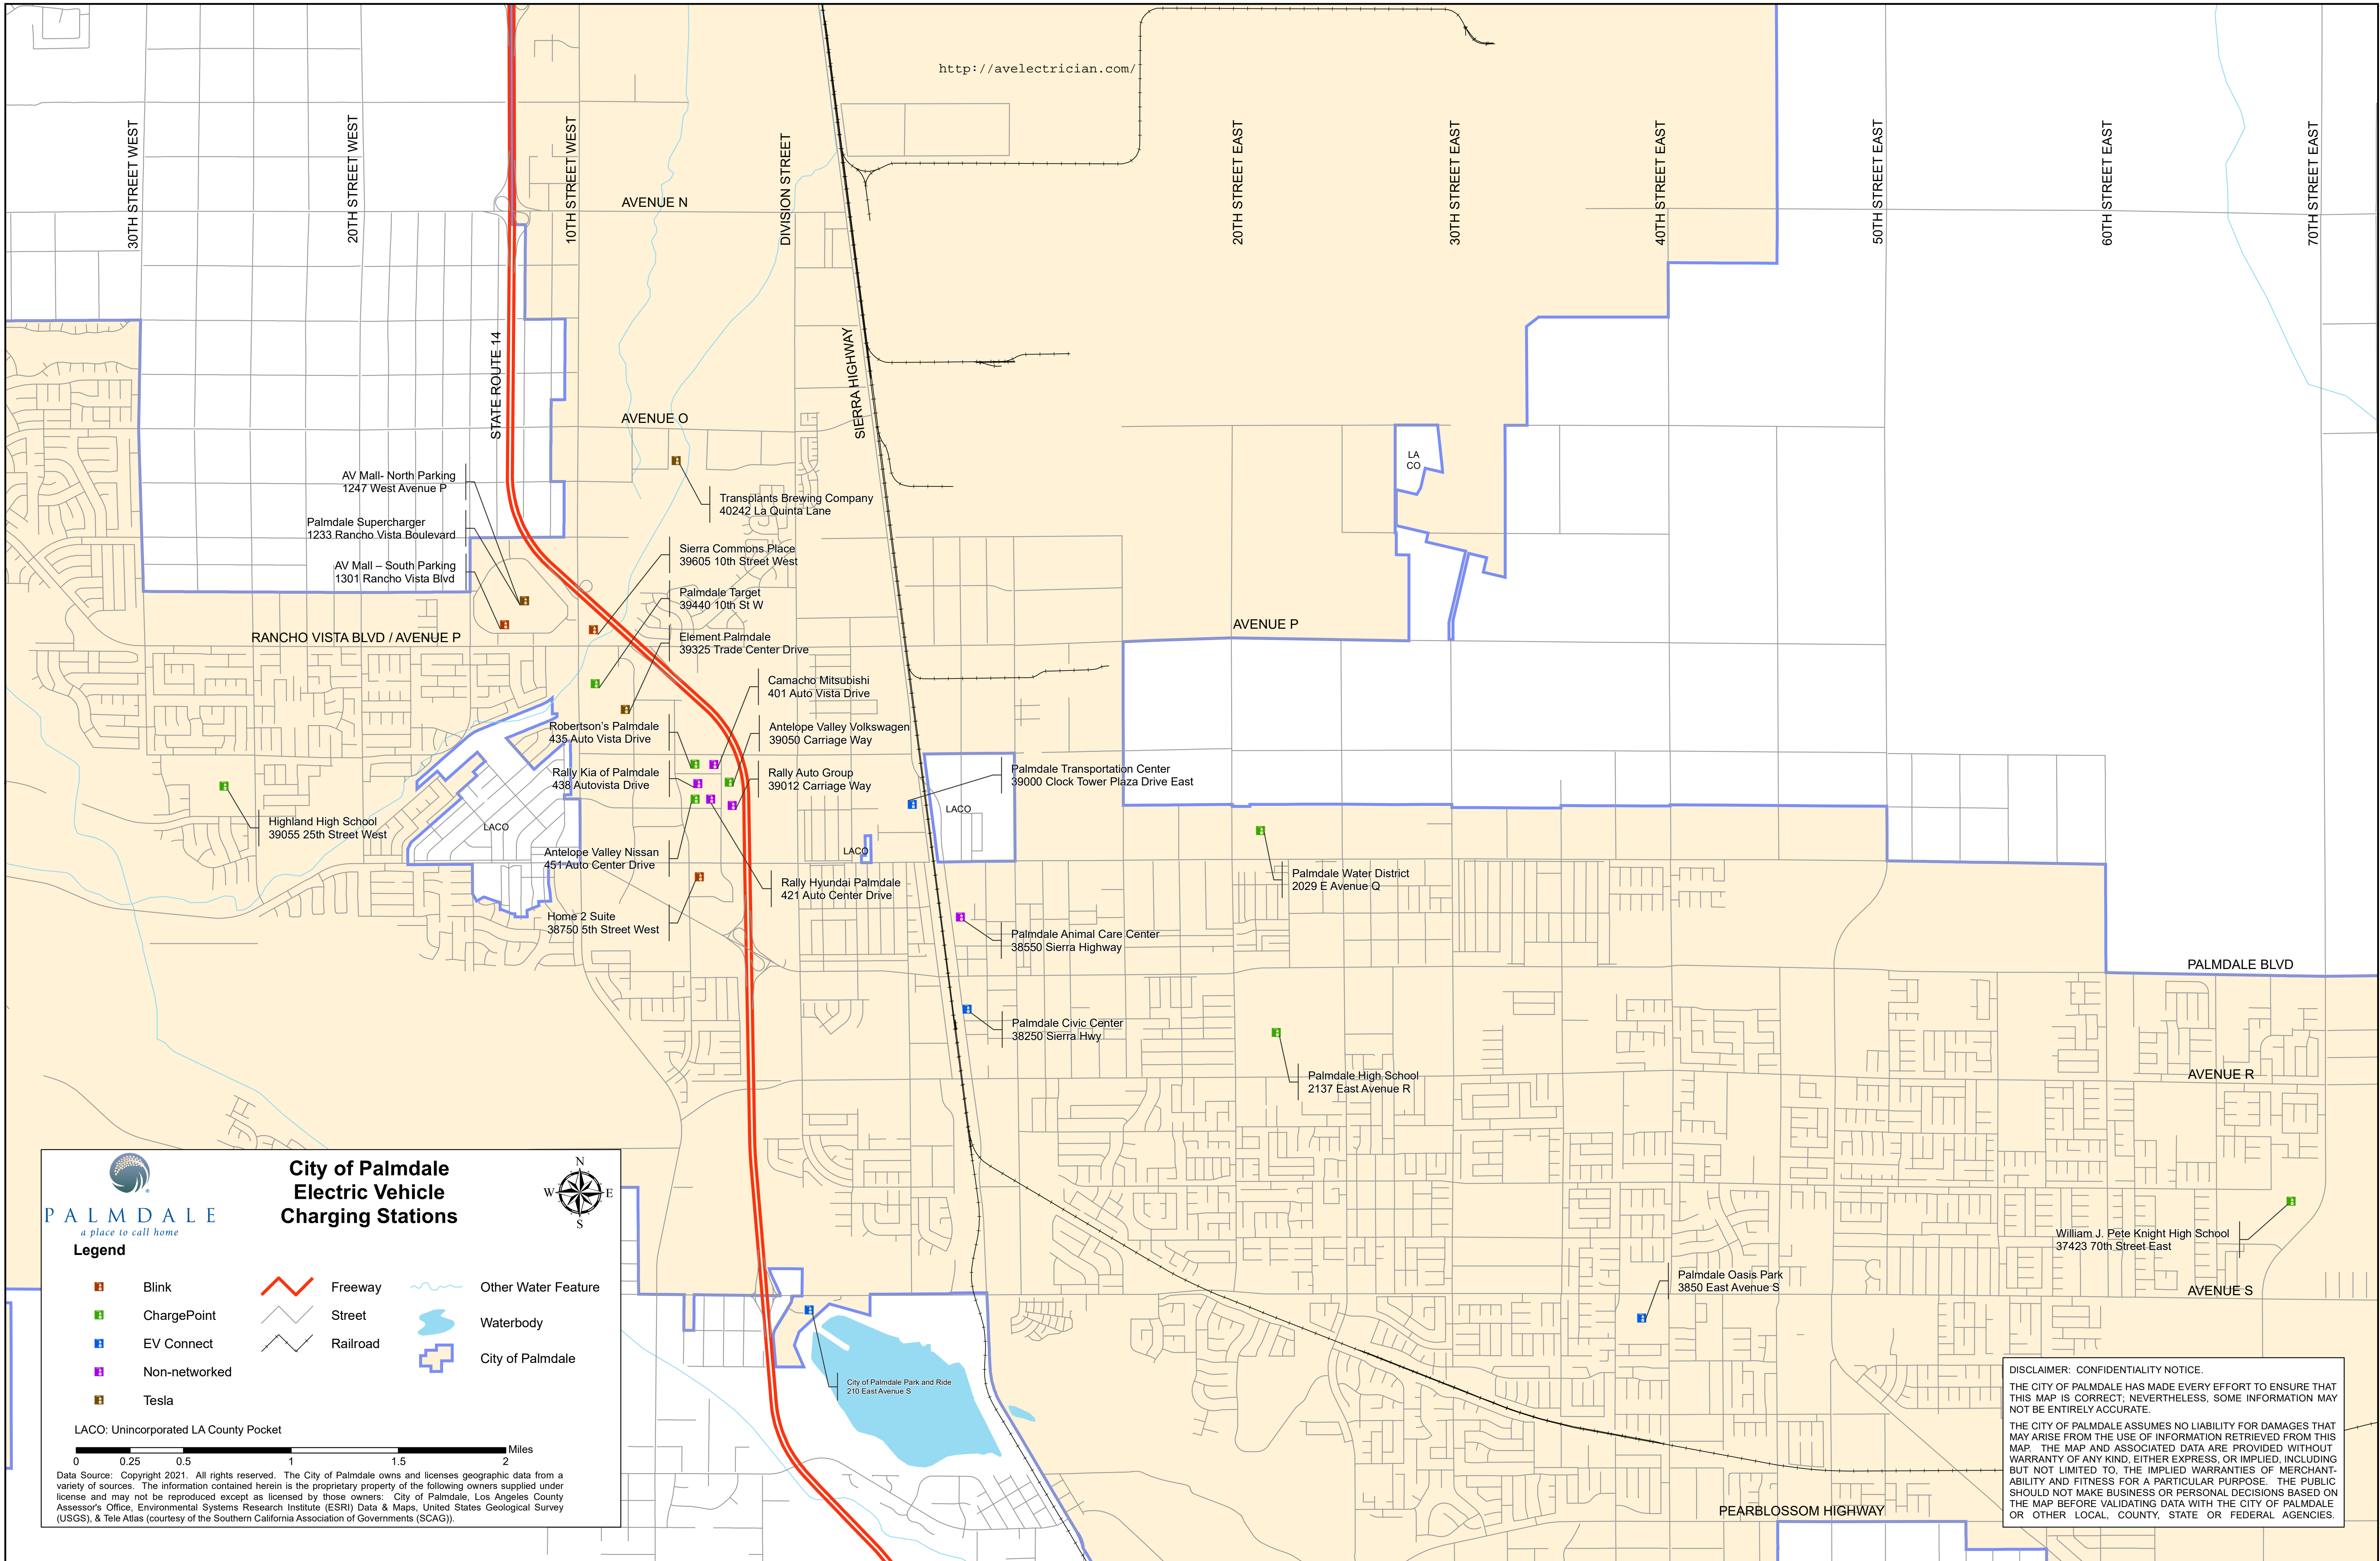 http://avelectrician.com/
30TH STREET WEST
20TH STREET WEST
10TH STREET WEST
DIVISION STREET
20TH STREET EAST
30TH STREET EAST
40TH STREET EAST
50TH STREET EAST
60TH STREET EAST
70TH STREET EAST
AVENUE N
STATE ROUTE 14
SIERRA HIGHWAY
AVENUE O
LA
CO
AV Mall- North Parking
1247 West Avenue P
Palmdale Supercharger
1233 Rancho Vista Boulevard
AV Mall – South Parking
1301 Rancho Vista Blvd
Transplants Brewing Company
40242 La Quinta Lane
Sierra Commons Place
39605 10th Street West
Palmdale Target
39440 10th St W
Element Palmdale
39325 Trade Center Drive
RANCHO VISTA BLVD / AVENUE P
AVENUE P
Camacho Mitsubishi
401 Auto Vista Drive
Robertson's Palmdale
435 Auto Vista Drive
Antelope Valley Volkswagen
39050 Carriage Way
Rally Kia of Palmdale
438 Autovista Drive
Rally Auto Group
39012 Carriage Way
Palmdale Transportation Center
39000 Clock Tower Plaza Drive East
LACO
Highland High School
39055 25th Street West
LACO
LACO
Antelope Valley Nissan
451 Auto Center Drive
Rally Hyundai Palmdale
421 Auto Center Drive
Home 2 Suite
38750 5th Street West
Palmdale Water District
2029 E Avenue Q
Palmdale Animal Care Center
38550 Sierra Highway
PALMDALE BLVD
Palmdale Civic Center
38250 Sierra Hwy
Palmdale High School
2137 East Avenue R
AVENUE R
William J. Pete Knight High School
37423 70th Street East
Palmdale Oasis Park
3850 East Avenue S
AVENUE S
City of Palmdale Park and Ride
210 East Avenue S
PEARBLOSSOM HIGHWAY
PALMDALE
a place to call home
City of Palmdale
Electric Vehicle
Charging Stations
N
W
E
S
Legend
Blink
ChargePoint
EV Connect
Non-networked
Tesla
Freeway
Street
Railroad
Other Water Feature
Waterbody
City of Palmdale
LACO: Unincorporated LA County Pocket
Miles
0 0.25 0.5 1 1.5 2
Data Source: Copyright 2021. All rights reserved. The City of Palmdale owns and licenses geographic data from a
variety of sources. The information contained herein is the proprietary property of the following owners supplied under
license and may not be reproduced except as licensed by those owners: City of Palmdale, Los Angeles County
Assessor's Office, Environmental Systems Research Institute (ESRI) Data & Maps, United States Geological Survey
(USGS), & Tele Atlas (courtesy of the Southern California Association of Governments (SCAG)).
DISCLAIMER: CONFIDENTIALITY NOTICE.
THE CITY OF PALMDALE HAS MADE EVERY EFFORT TO ENSURE THAT
THIS MAP IS CORRECT; NEVERTHELESS, SOME INFORMATION MAY
NOT BE ENTIRELY ACCURATE.
THE CITY OF PALMDALE ASSUMES NO LIABILITY FOR DAMAGES THAT
MAY ARISE FROM THE USE OF INFORMATION RETRIEVED FROM THIS
MAP. THE MAP AND ASSOCIATED DATA ARE PROVIDED WITHOUT
WARRANTY OF ANY KIND, EITHER EXPRESS, OR IMPLIED, INCLUDING
BUT NOT LIMITED TO, THE IMPLIED WARRANTIES OF MERCHANT-
ABILITY AND FITNESS FOR A PARTICULAR PURPOSE. THE PUBLIC
SHOULD NOT MAKE BUSINESS OR PERSONAL DECISIONS BASED ON
THE MAP BEFORE VALIDATING DATA WITH THE CITY OF PALMDALE
OR OTHER LOCAL, COUNTY, STATE OR FEDERAL AGENCIES.